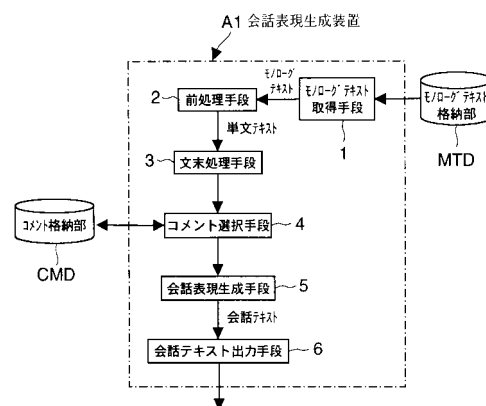 A1 会話表現生成装置
モノローグ
テキスト
2
前処理手段
モノローグテキスト
取得手段
1
モノローグテキスト
格納部
MTD
単文テキスト
3
文末処理手段
コメント格納部
CMD
コメント選択手段
4
会話表現生成手段
5
会話テキスト
会話テキスト出力手段
6